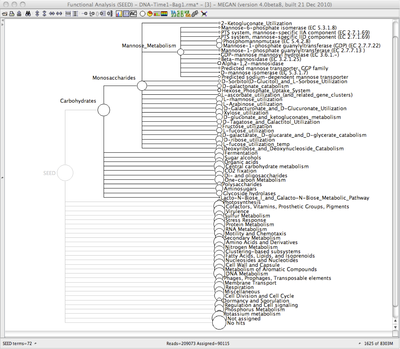 Functional Analysis (SEED) - DNA-Time1-Bag1.rma* - [3] - MEGAN (version 4.0beta8, built 21 Dec 2010)
2-Ketogluconate_Utilization
Mannose-6-phosphate isomerase (EC 5.3.1.8)
PTS system, mannose-specific IIA component (EC 2.7.1.69)
PTS system, mannose-specific IID component
Phosphomannomutase (EC 5.4.2.8)
Mannose-1-phosphate guanylyltransferase (GDP) (EC 2.7.7.22)
Mannose-1-phosphate guanylyltransferase (EC 2.7.7.13)
GDP-mannose mannosyl hydrolase (EC 3.6.1.-)
Beta-mannosidase (EC 3.2.1.25)
Alpha-1,2-mannosidase
Predicted mannose transporter, GGP family
D-mannose isomerase (EC 5.3.1.7)
Predicted sodium-dependent mannose transporter
Mannose_Metabolism
D-Sorbitol(D-Glucitol)_and_L-Sorbose_Utilization
D-galactonate_catabolism
Hexose_Phosphate_Uptake_System
L-ascorbate_utilization_(and_related_gene_clusters)
L-rhamnose_utilization
L-Arabinose_utilization
D-Galacturonate_and_D-Glucuronate_Utilization
Xylose_utilization
D-gluconate_and_ketogluconates_metabolism
D-Tagatose_and_Galactitol_Utilization
Fructose_utilization
L-fucose_utilization
D-galactarate,_D-glucarate_and_D-glycerate_catabolism
D-ribose_utilization
L-fucose_utilization_temp
Deoxyribose_and_Deoxynucleoside_Catabolism
Monosaccharides
Fermentation
Sugar alcohols
Organic acids
Central carbohydrate metabolism
CO2 fixation
Di- and oligosaccharides
One-carbon Metabolism
Polysaccharides
Aminosugars
Glycoside hydrolases
Lacto-N-Biose_I_and_Galacto-N-Biose_Metabolic_Pathway
Carbohydrates
Photosynthesis
Cofactors, Vitamins, Prosthetic Groups, Pigments
Virulence
Sulfur Metabolism
Stress Response
Protein Metabolism
RNA Metabolism
Motility and Chemotaxis
Secondary Metabolism
Amino Acids and Derivatives
Nitrogen Metabolism
Clustering-based subsystems
Fatty Acids, Lipids, and Isoprenoids
Nucleosides and Nucleotides
Cell Wall and Capsule
Metabolism of Aromatic Compounds
DNA Metabolism
Phages, Prophages, Transposable elements
Membrane Transport
Respiration
Miscellaneous
Cell Division and Cell Cycle
Dormancy and Sporulation
Regulation and Cell signaling
Phosphorus Metabolism
Potassium metabolism
Not assigned
No hits
SEED
SEED terms=72
Reads=209073 Assigned=90115
1625 of 8303M